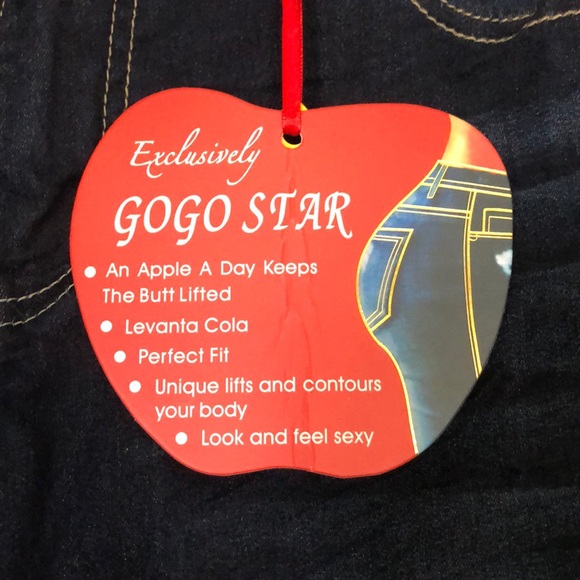 Exclusively
GOGO STAR
• An Apple A Day Keeps
The Butt Lifted
• Levanta Cola
• Perfect Fit
• Unique lifts and contours
your body
• Look and feel sexy